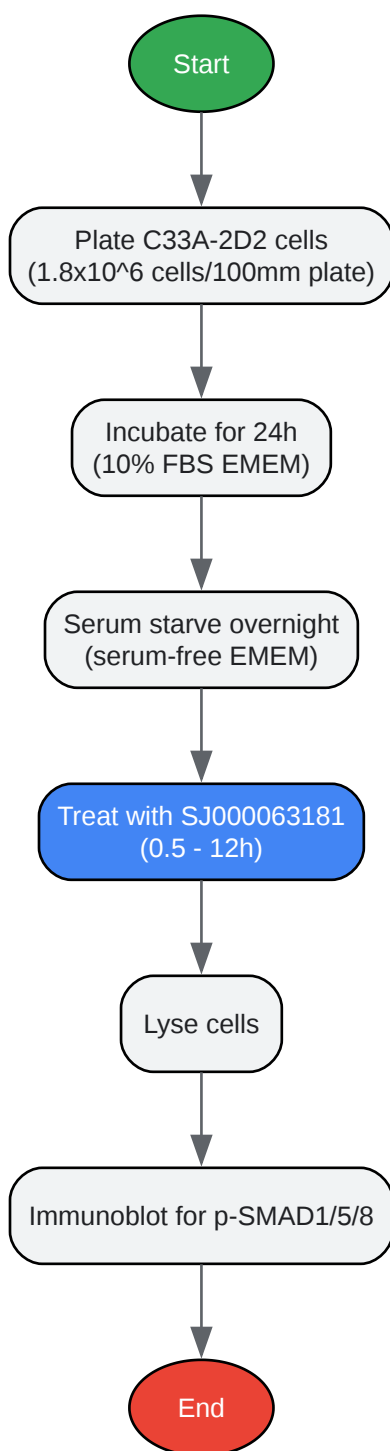 Start
Plate C33A-2D2 cells
(1.8x10^6 cells/100mm plate)
Incubate for 24h
(10% FBS EMEM)
Serum starve overnight
(serum-free EMEM)
Treat with SJ000063181
(0.5 - 12h)
Lyse cells
Immunoblot for p-SMAD1/5/8
End